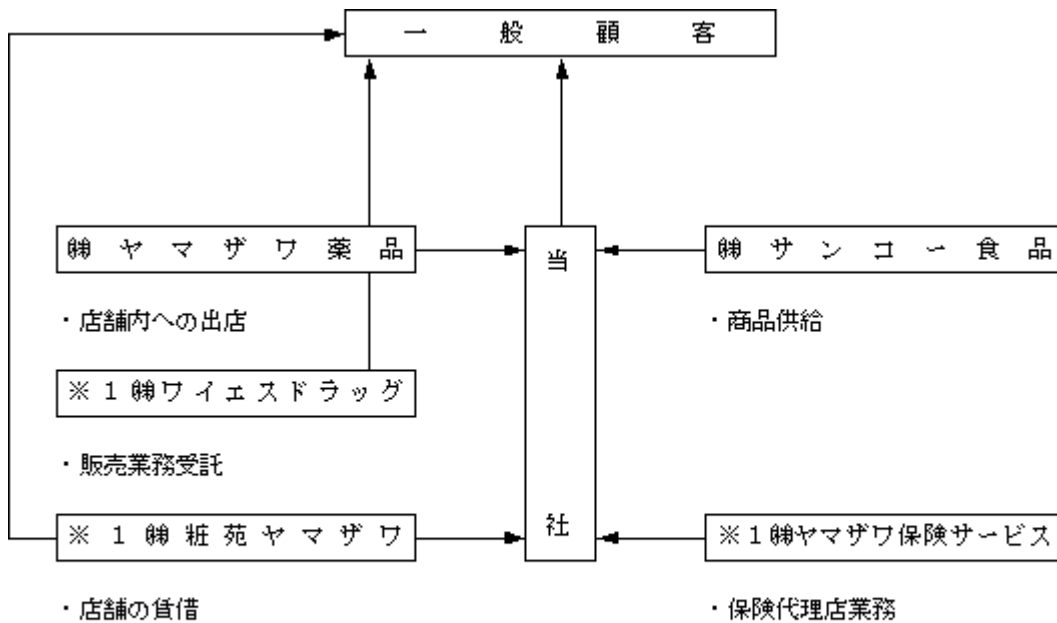 一般顧客
㈱ヤマザワ薬品
当社
㈱サンコー食品
・店舗内への出店
・商品供給
※1㈱ワイエスドラッグ
・販売業務受託
※1㈱粧苑ヤマザワ
※1㈱ヤマザワ保険サービス
・店舗の賃借
・保険代理店業務